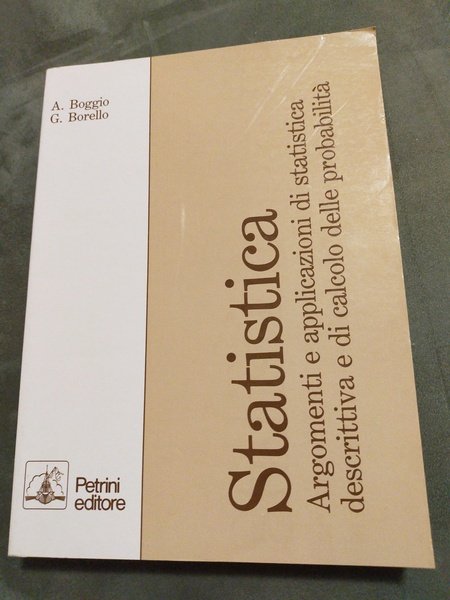 A. Boggio
G. Borello
Statistica
Argomenti e applicazioni di statistica
descrittiva e di calcolo delle probabilità
Petrini
editore